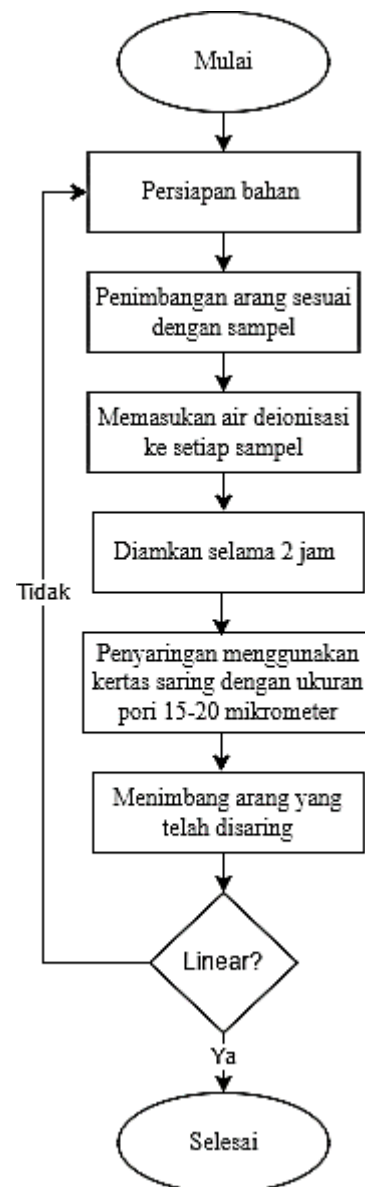 Mulai
Persiapan bahan
Penimbangan arang sesuai
dengan sampel
Memasukan air deionisasi
ke setiap sampel
Diamkan selama 2 jam
Tidak
Penyaringan menggunakan
kertas saring dengan ukuran
pori 15-20 mikrometer
Menimbang arang yang
telah disaring
Linear?
Ya
Selesai